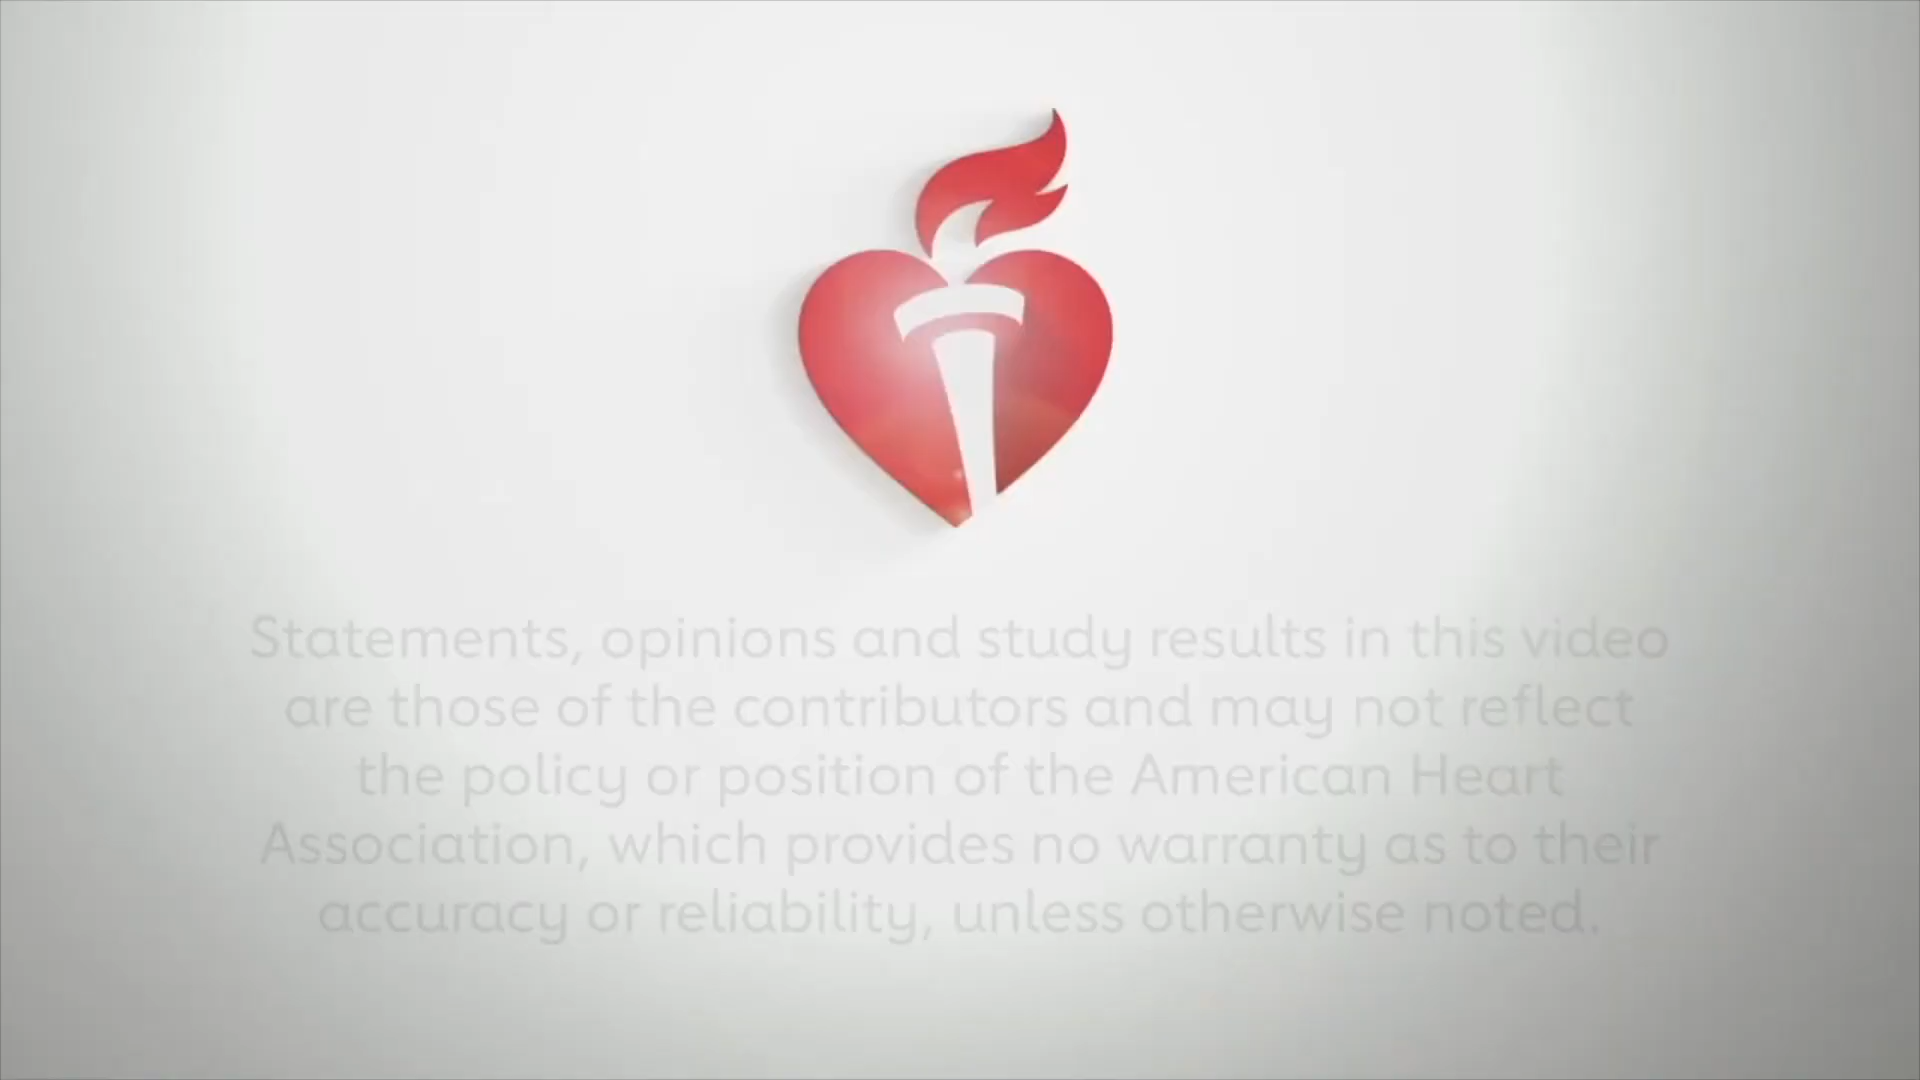 Statements, opinions and study results in this video
are those of the contributors and may not reflect
the policy or position of the American Heart
Association, which provides no warranty as to their
accuracy or reliability, unless otherwise noted.